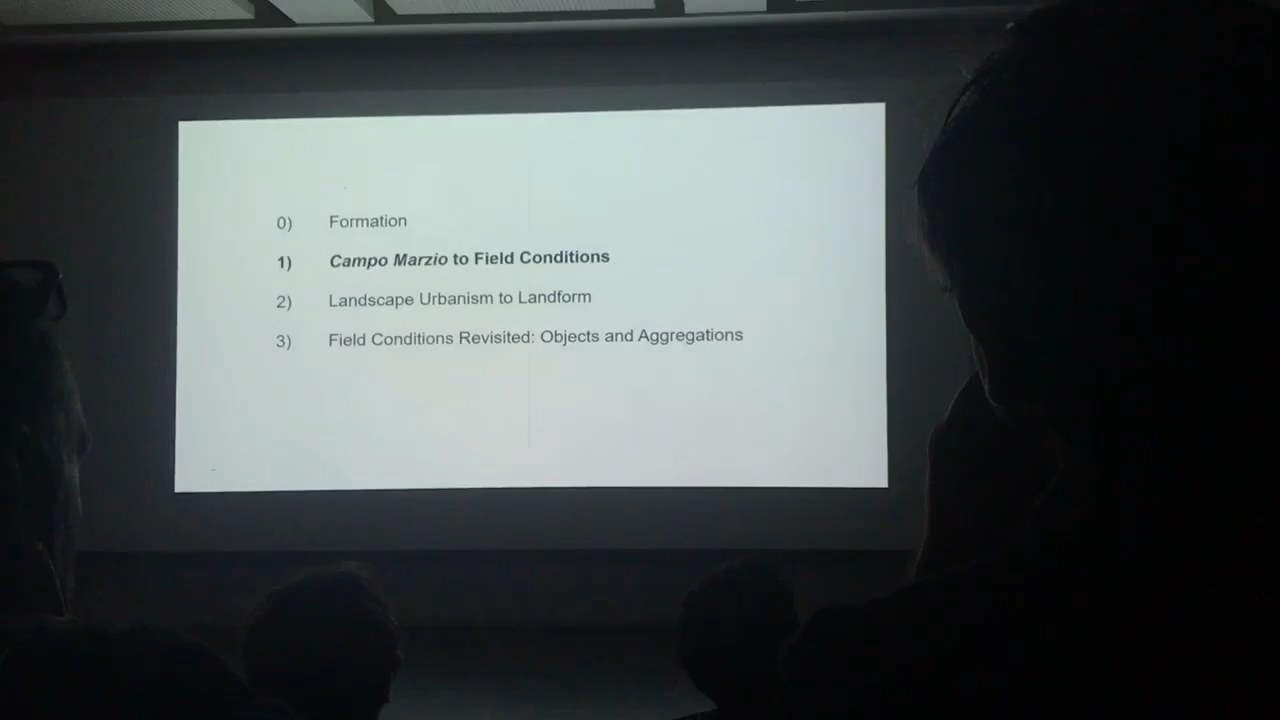 0) Formation
1) Campo Marzio to Field Conditions
2) Landscape Urbanism to Landform
3) Field Conditions Revisited: Objects and Aggregations